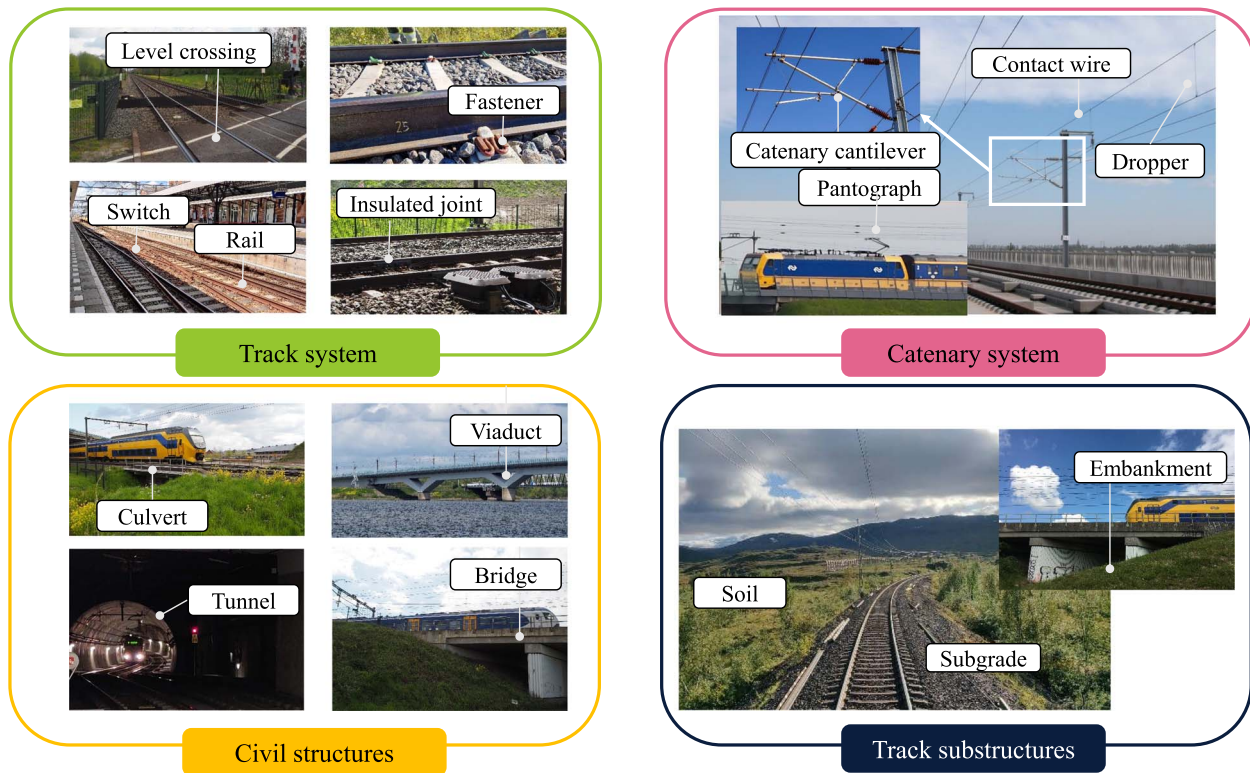 Level crossing
Fastener
25
Switch
Rail
Insulated joint
Track system
Contact wire
Catenary cantilever
Dropper
Pantograph
Catenary system
Viaduct
Culvert
Tunnel
Bridge
Civil structures
Embankment
Soil
Subgrade
Track substructures